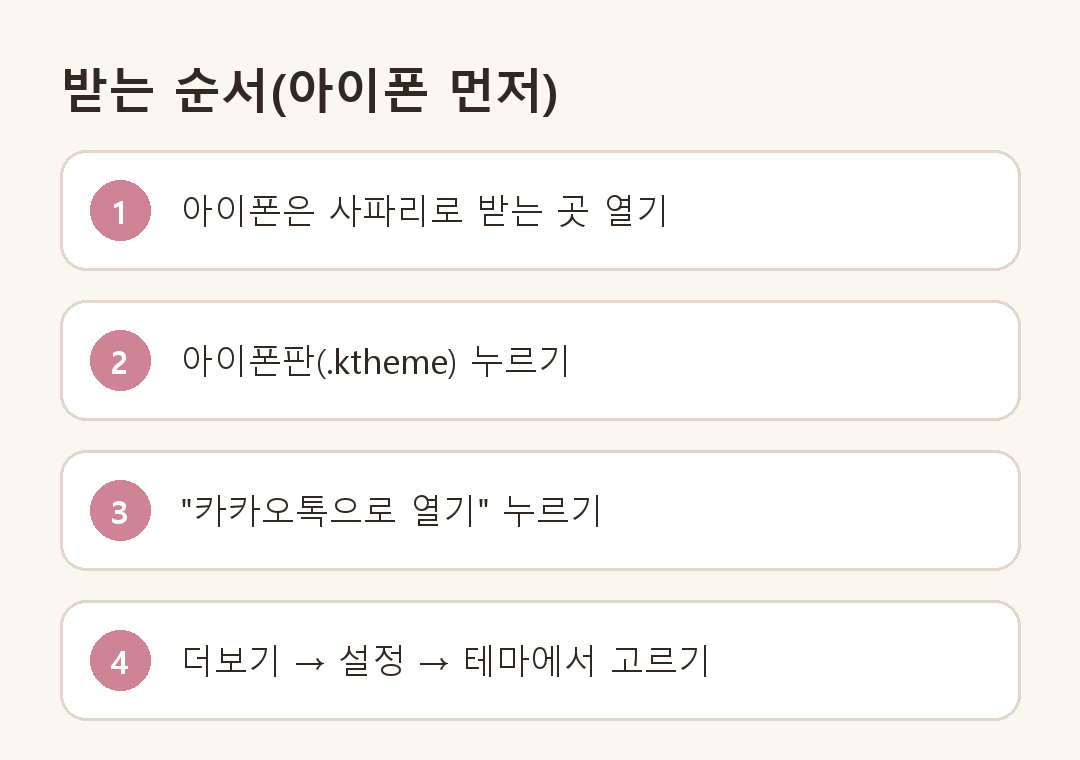 받는 순서(아이폰 먼저)
1 아이폰은 사파리로 받는 곳 열기
2 아이폰판(.ktheme) 누르기
3 "카카오톡으로 열기" 누르기
4 더보기 → 설정 → 테마에서 고르기